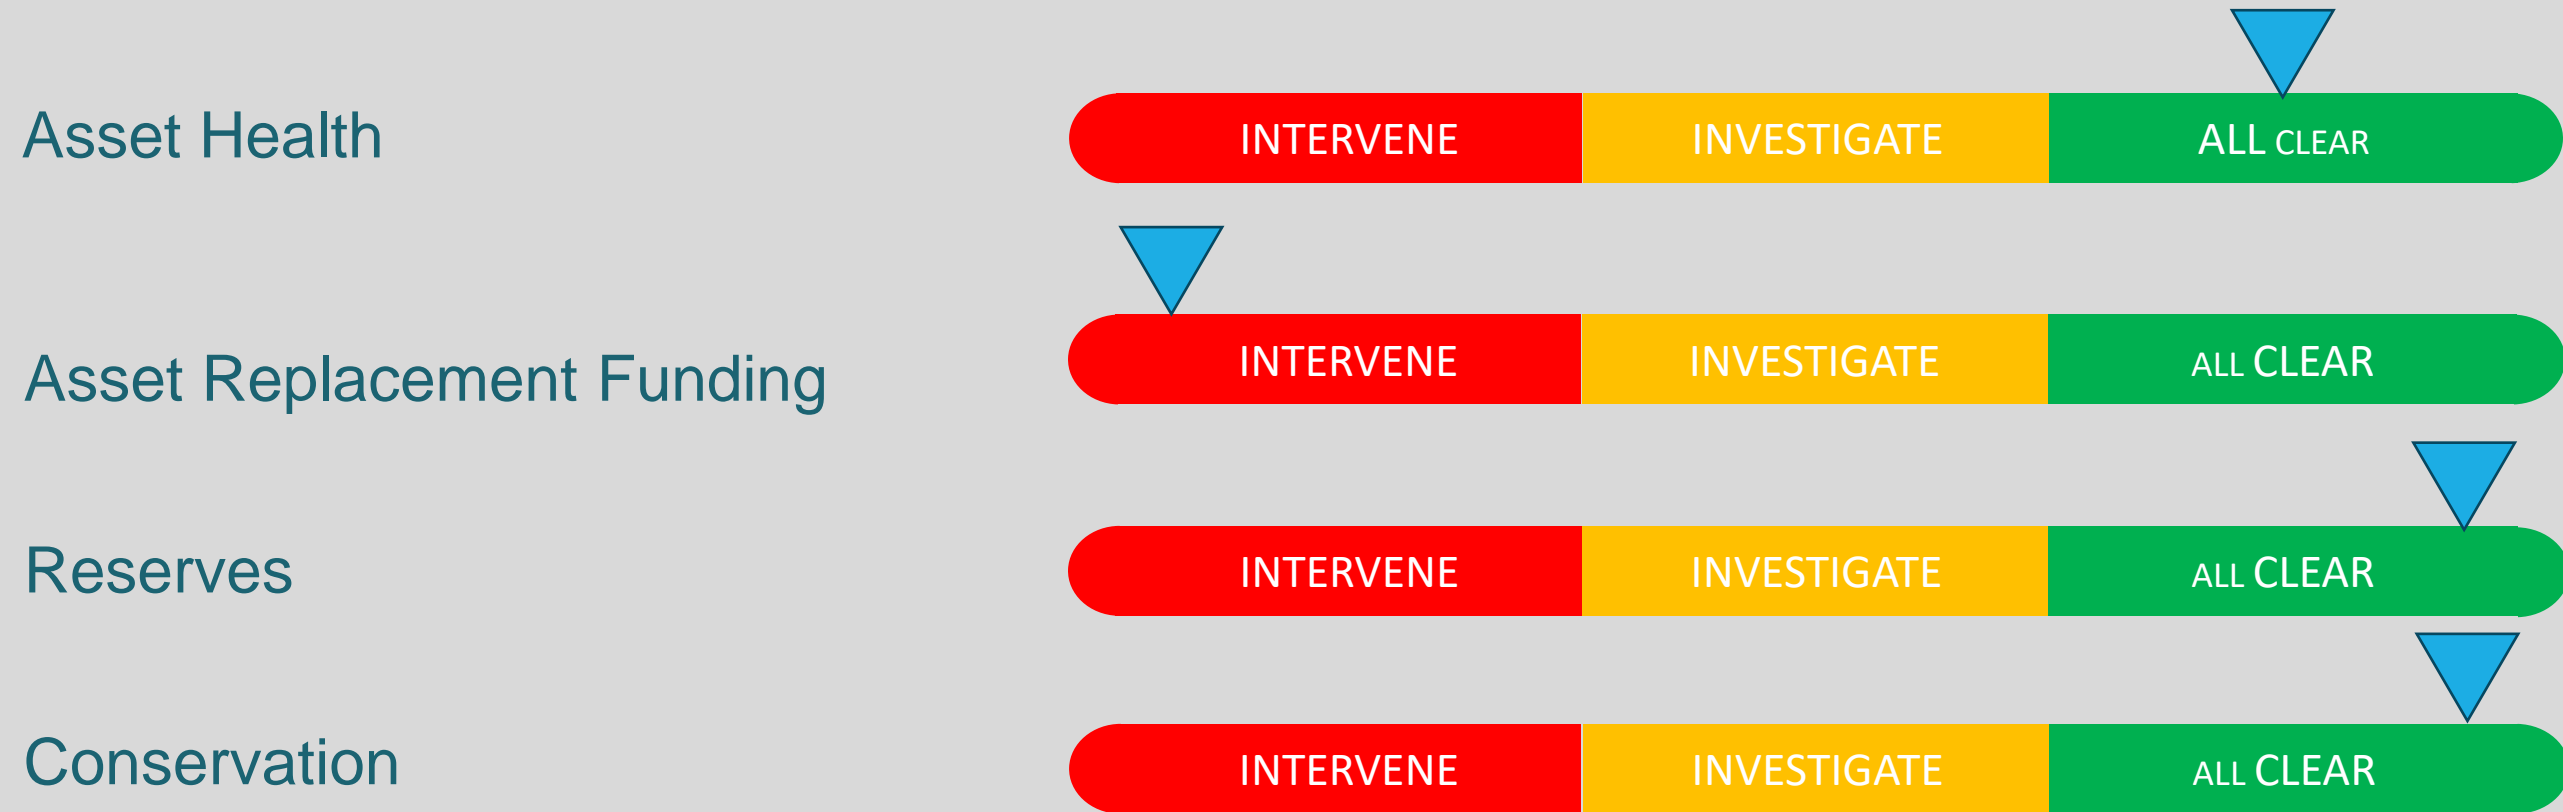 Asset Health INTERVENE INVESTIGATE ALL CLEAR
Asset Replacement Funding INTERVENE INVESTIGATE ALL CLEAR
Reserves INTERVENE INVESTIGATE ALL CLEAR
Conservation INTERVENE INVESTIGATE ALL CLEAR